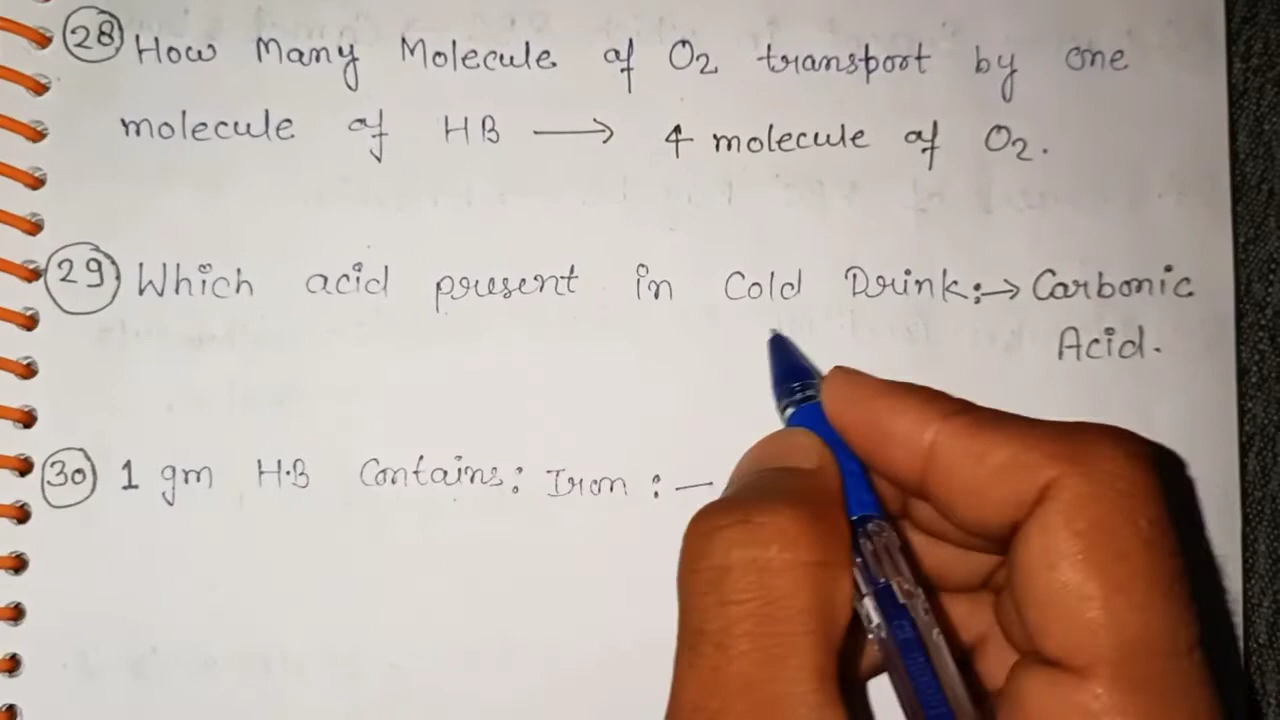 28 How Many Molecule of O2 transport by one
molecule of HB → 4 molecule of O2.
29 Which acid present in Cold Drink:→ Carbonic
Acid.
30 1 gm H.B Contains: Iron :—